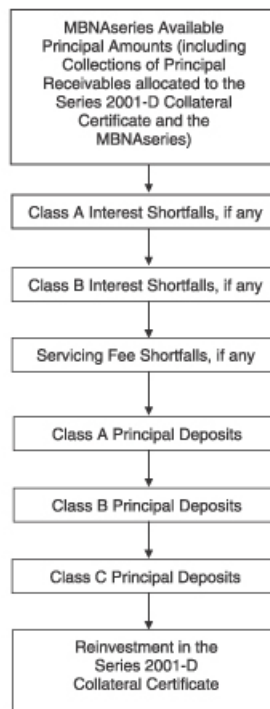 MBNAseries Available
Principal Amounts (including
Collections of Principal
Receivables allocated to the
Series 2001-D Collateral
Certificate and the
MBNAseries)
Class A Interest Shortfalls, if any
Class B Interest Shortfalls, if any
Servicing Fee Shortfalls, if any
Class A Principal Deposits
Class B Principal Deposits
Class C Principal Deposits
Reinvestment in the
Series 2001-D
Collateral Certificate